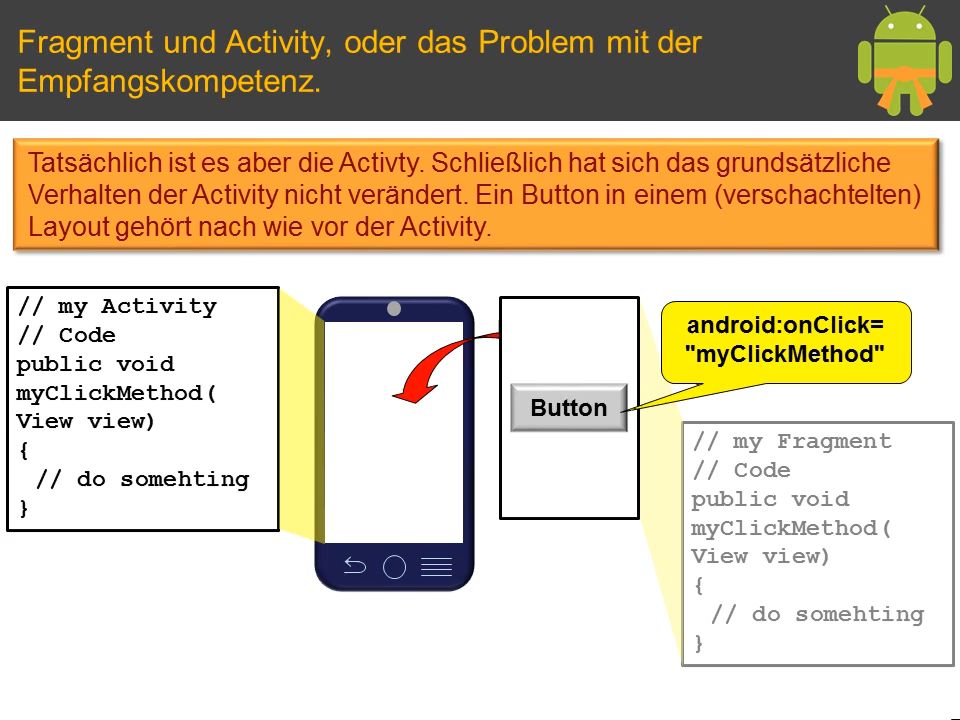 Fragment und Activity, oder das Problem mit der
Empfangskompetenz.
Tatsächlich ist es aber die Activty. Schließlich hat sich das grundsätzliche
Verhalten der Activity nicht verändert. Ein Button in einem (verschachtelten)
Layout gehört nach wie vor der Activity.
// my Activity
// Code
public void
myClickMethod(
View view)
{
// do somehting
}
Button
android:onClick=
"myClickMethod"
// my Fragment
// Code
public void
myClickMethod(
View view)
{
// do somehting
}